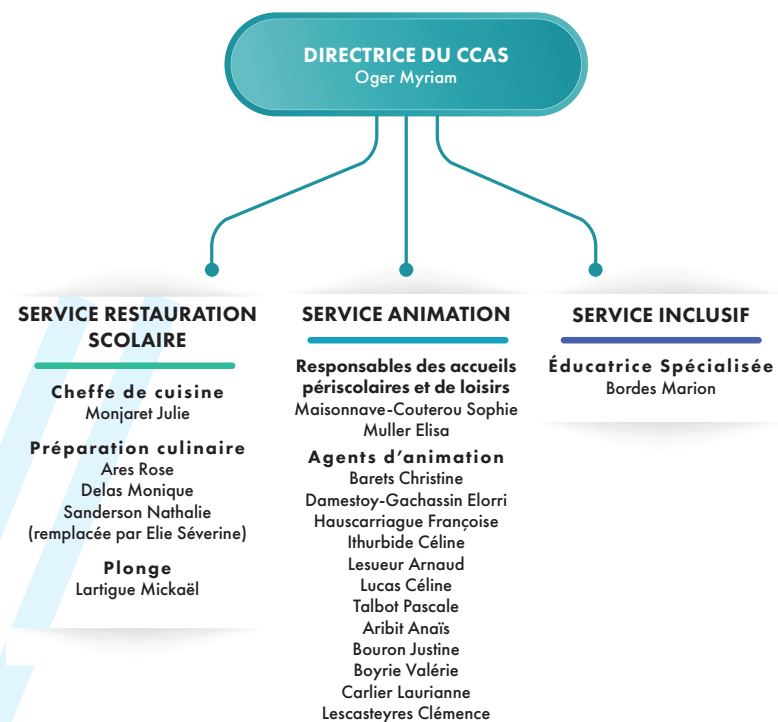 DIRECTRICE DU CCAS
Oger Myriam
SERVICE RESTAURATION
SCOLAIRE
Cheffe de cuisine
Monjaret Julie
Préparation culinaire
Ares Rose
Delas Monique
Sanderson Nathalie
(remplacée par Elie Séverine)
Plonge
Lartigue Mickaël
SERVICE ANIMATION
Responsables des accueils
périscolaires et de loisirs
Maisonnave-Couterou Sophie
Muller Elisa
Agents d'animation
Barets Christine
Damestoy-Gachassin Elorri
Hauscarriague Françoise
Ithurbide Céline
Lesueur Arnaud
Lucas Céline
Talbot Pascale
Aribit Anaïs
Bouron Justine
Boyrie Valérie
Carlier Laurianne
Lescasteyres Clémence
SERVICE INCLUSIF
Éducatrice Spécialisée
Bordes Marion